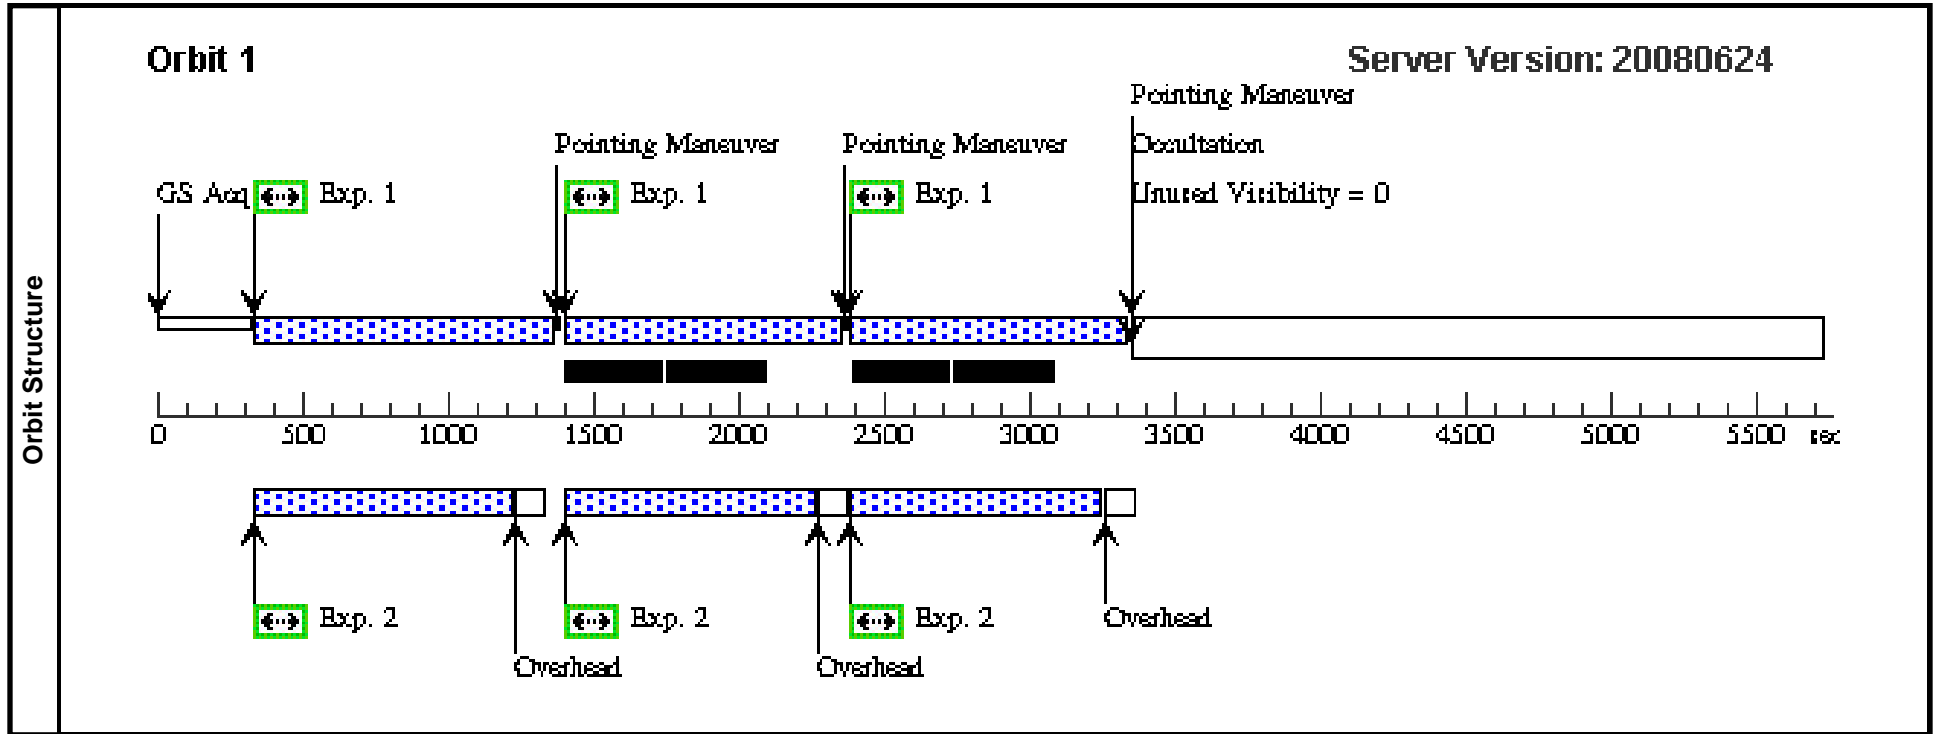 Orbit Structure
Orbit 1
Server Version: 20080624
Pointing Maneuver
Pointing Maneuver
Pointing Maneuver
Occultation
GS Acq
Exp. 1
Exp. 1
Exp. 1
Unused Visibility = 0
0 500 1000 1500 2000 2500 3000 3500 4000 4500 5000 5500 sec
Exp. 2
Exp. 2
Exp. 2
Overhead
Overhead
Overhead